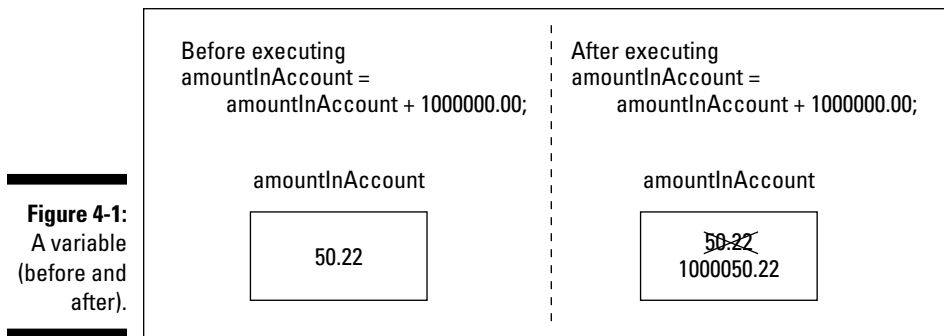 Before executing
amountInAccount =
amountInAccount + 1000000.00;
amountInAccount
50.22
After executing
amountInAccount =
amountInAccount + 1000000.00;
amountInAccount
50.22
1000050.22
Figure 4-1:
A variable
(before and
after).